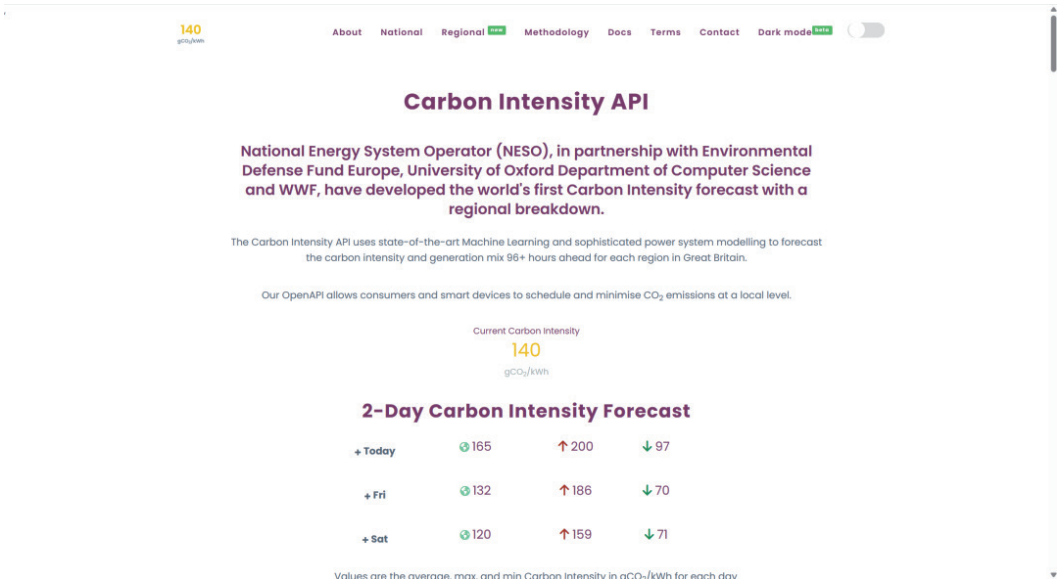 140
gCO₂/kWh
About National Regional new Methodology Docs Terms Contact Dark mode beta
Carbon Intensity API
National Energy System Operator (NESO), in partnership with Environmental
Defense Fund Europe, University of Oxford Department of Computer Science
and WWF, have developed the world's first Carbon Intensity forecast with a
regional breakdown.
The Carbon Intensity API uses state-of-the-art Machine Learning and sophisticated power system modelling to forecast
the carbon intensity and generation mix 96+ hours ahead for each region in Great Britain.
Our OpenAPI allows consumers and smart devices to schedule and minimise CO₂ emissions at a local level.
Current Carbon Intensity
140
gCO₂/kWh
2-Day Carbon Intensity Forecast
+ Today 165 200 97
+ Fri 132 186 70
+ Sat 120 159 71
Values are the average, max, and min Carbon Intensity in gCO₂/kWh for each day